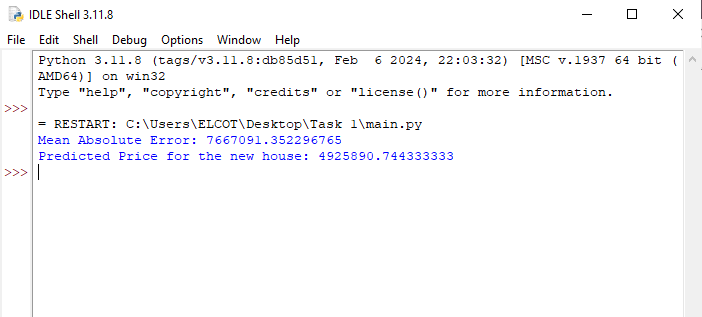 IDLE Shell 3.11.8
File Edit Shell Debug Options Window Help
Python 3.11.8 (tags/v3.11.8:db85d51, Feb  6 2024, 22:03:32) [MSC v.1937 64 bit (
AMD64)] on win32
Type "help", "copyright", "credits" or "license()" for more information.
>>>
= RESTART: C:\Users\ELCOT\Desktop\Task 1\main.py
Mean Absolute Error: 7667091.352296765
Predicted Price for the new house: 4925890.744333333
>>>